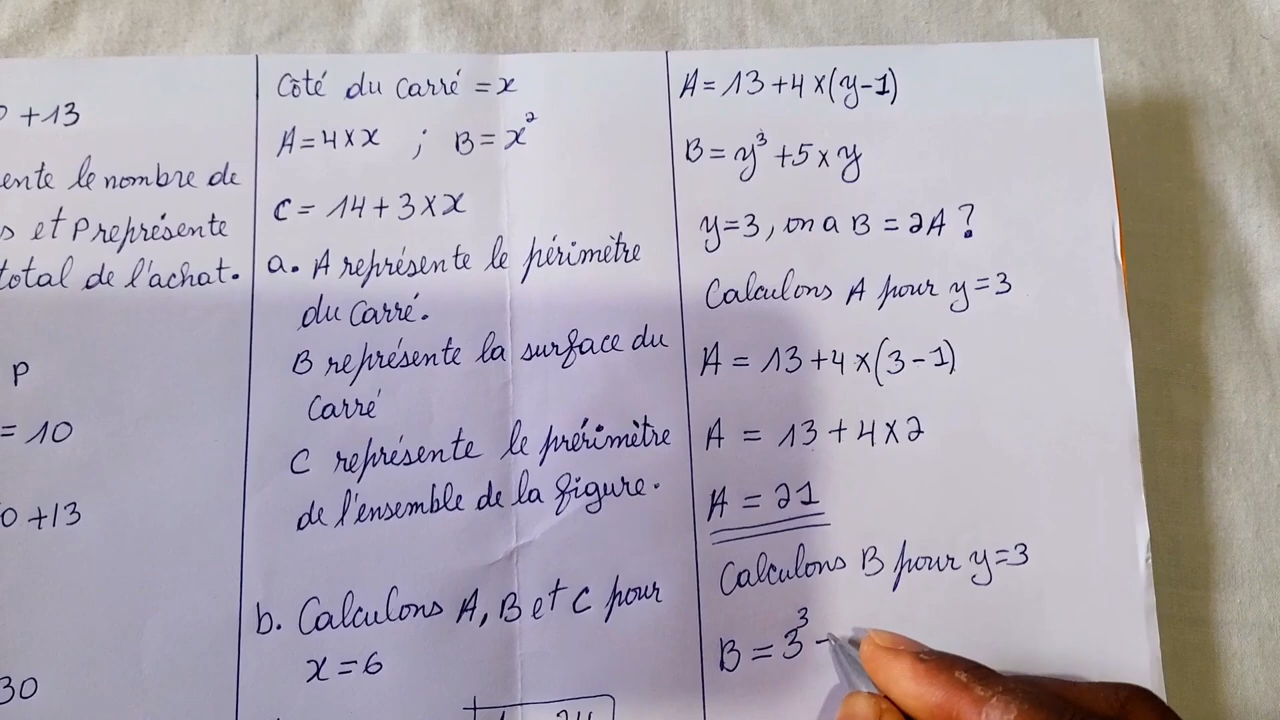 +13
ente le nombre de
s et P représente
total de l'achat.
P
= 10
0 +13
30
Côté du Carré = x
A = 4 × x ; B = x²
C = 14 + 3 × x
a. A représente le périmètre
du Carré.
B représente la surface du
Carré
C représente le prérimètre
de l'ensemble de la figure.
b. Calculons A, B et C pour
x = 6
A = 13 + 4 × (y - 1)
B = y³ + 5 × y
y = 3, on a B = 2A ?
Calculons A pour y = 3
A = 13 + 4 × (3 - 1)
A = 13 + 4 × 2
A = 21
Calculons B pour y = 3
B = 3³ -